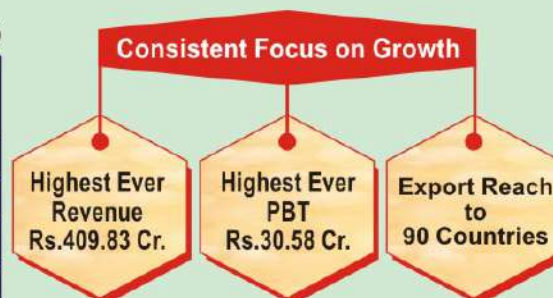 Consistent Focus on Growth
Highest Ever
Revenue
Rs.409.83 Cr.
Highest Ever
PBT
Rs.30.58 Cr.
Export Reach
to
90 Countries